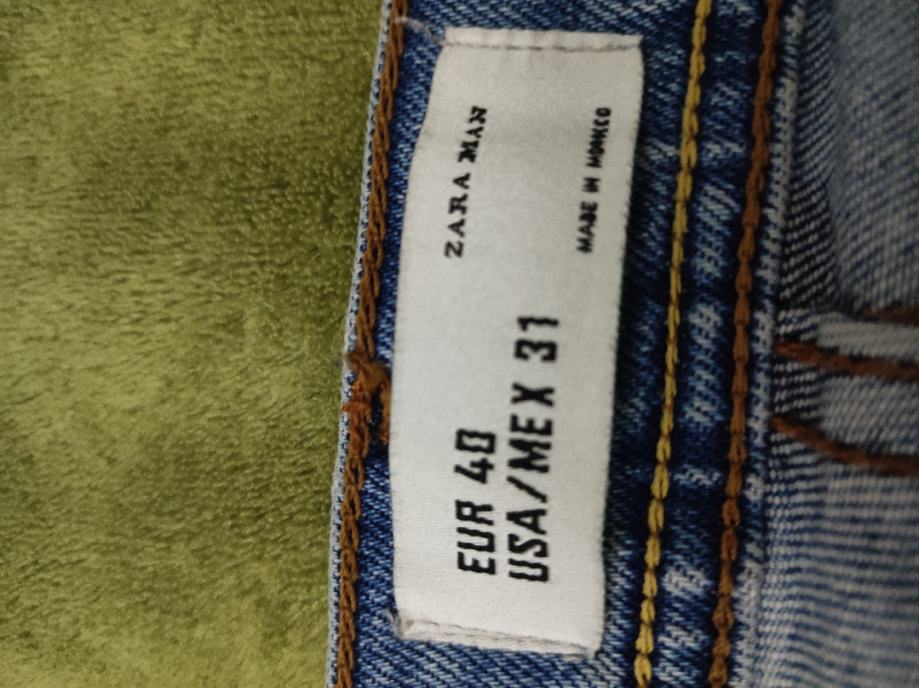 ZARA MAN
EUR 40
USA/MEX 31
MADE IN MOROCCO